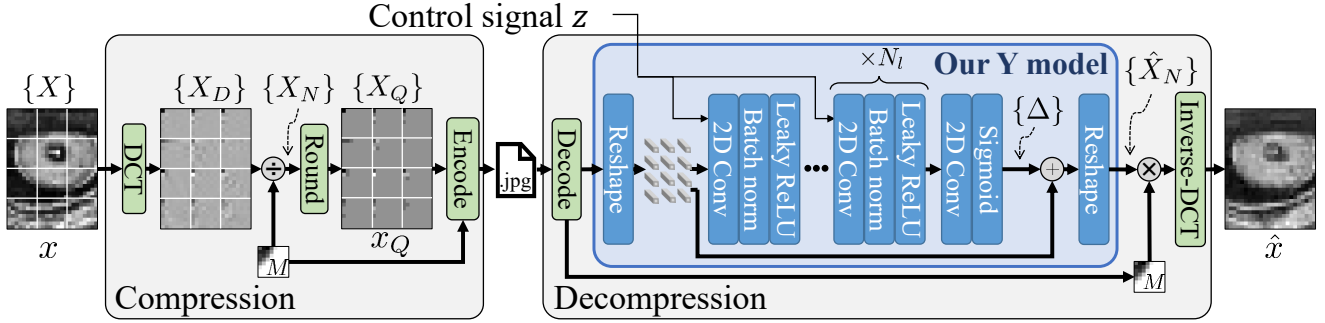 Control signal z
{X}
{X_D}
{X_N}
{X_Q}
DCT
÷
Round
Encode
M
x
x_Q
Compression
.jpg
Decode
Our Y model
Reshape
2D Conv
Batch norm
Leaky ReLU
•••
×N_l
2D Conv
Batch norm
Leaky ReLU
2D Conv
Sigmoid
{Δ}
+
Reshape
{X̂_N}
×
M
Inverse-DCT
x̂
Decompression